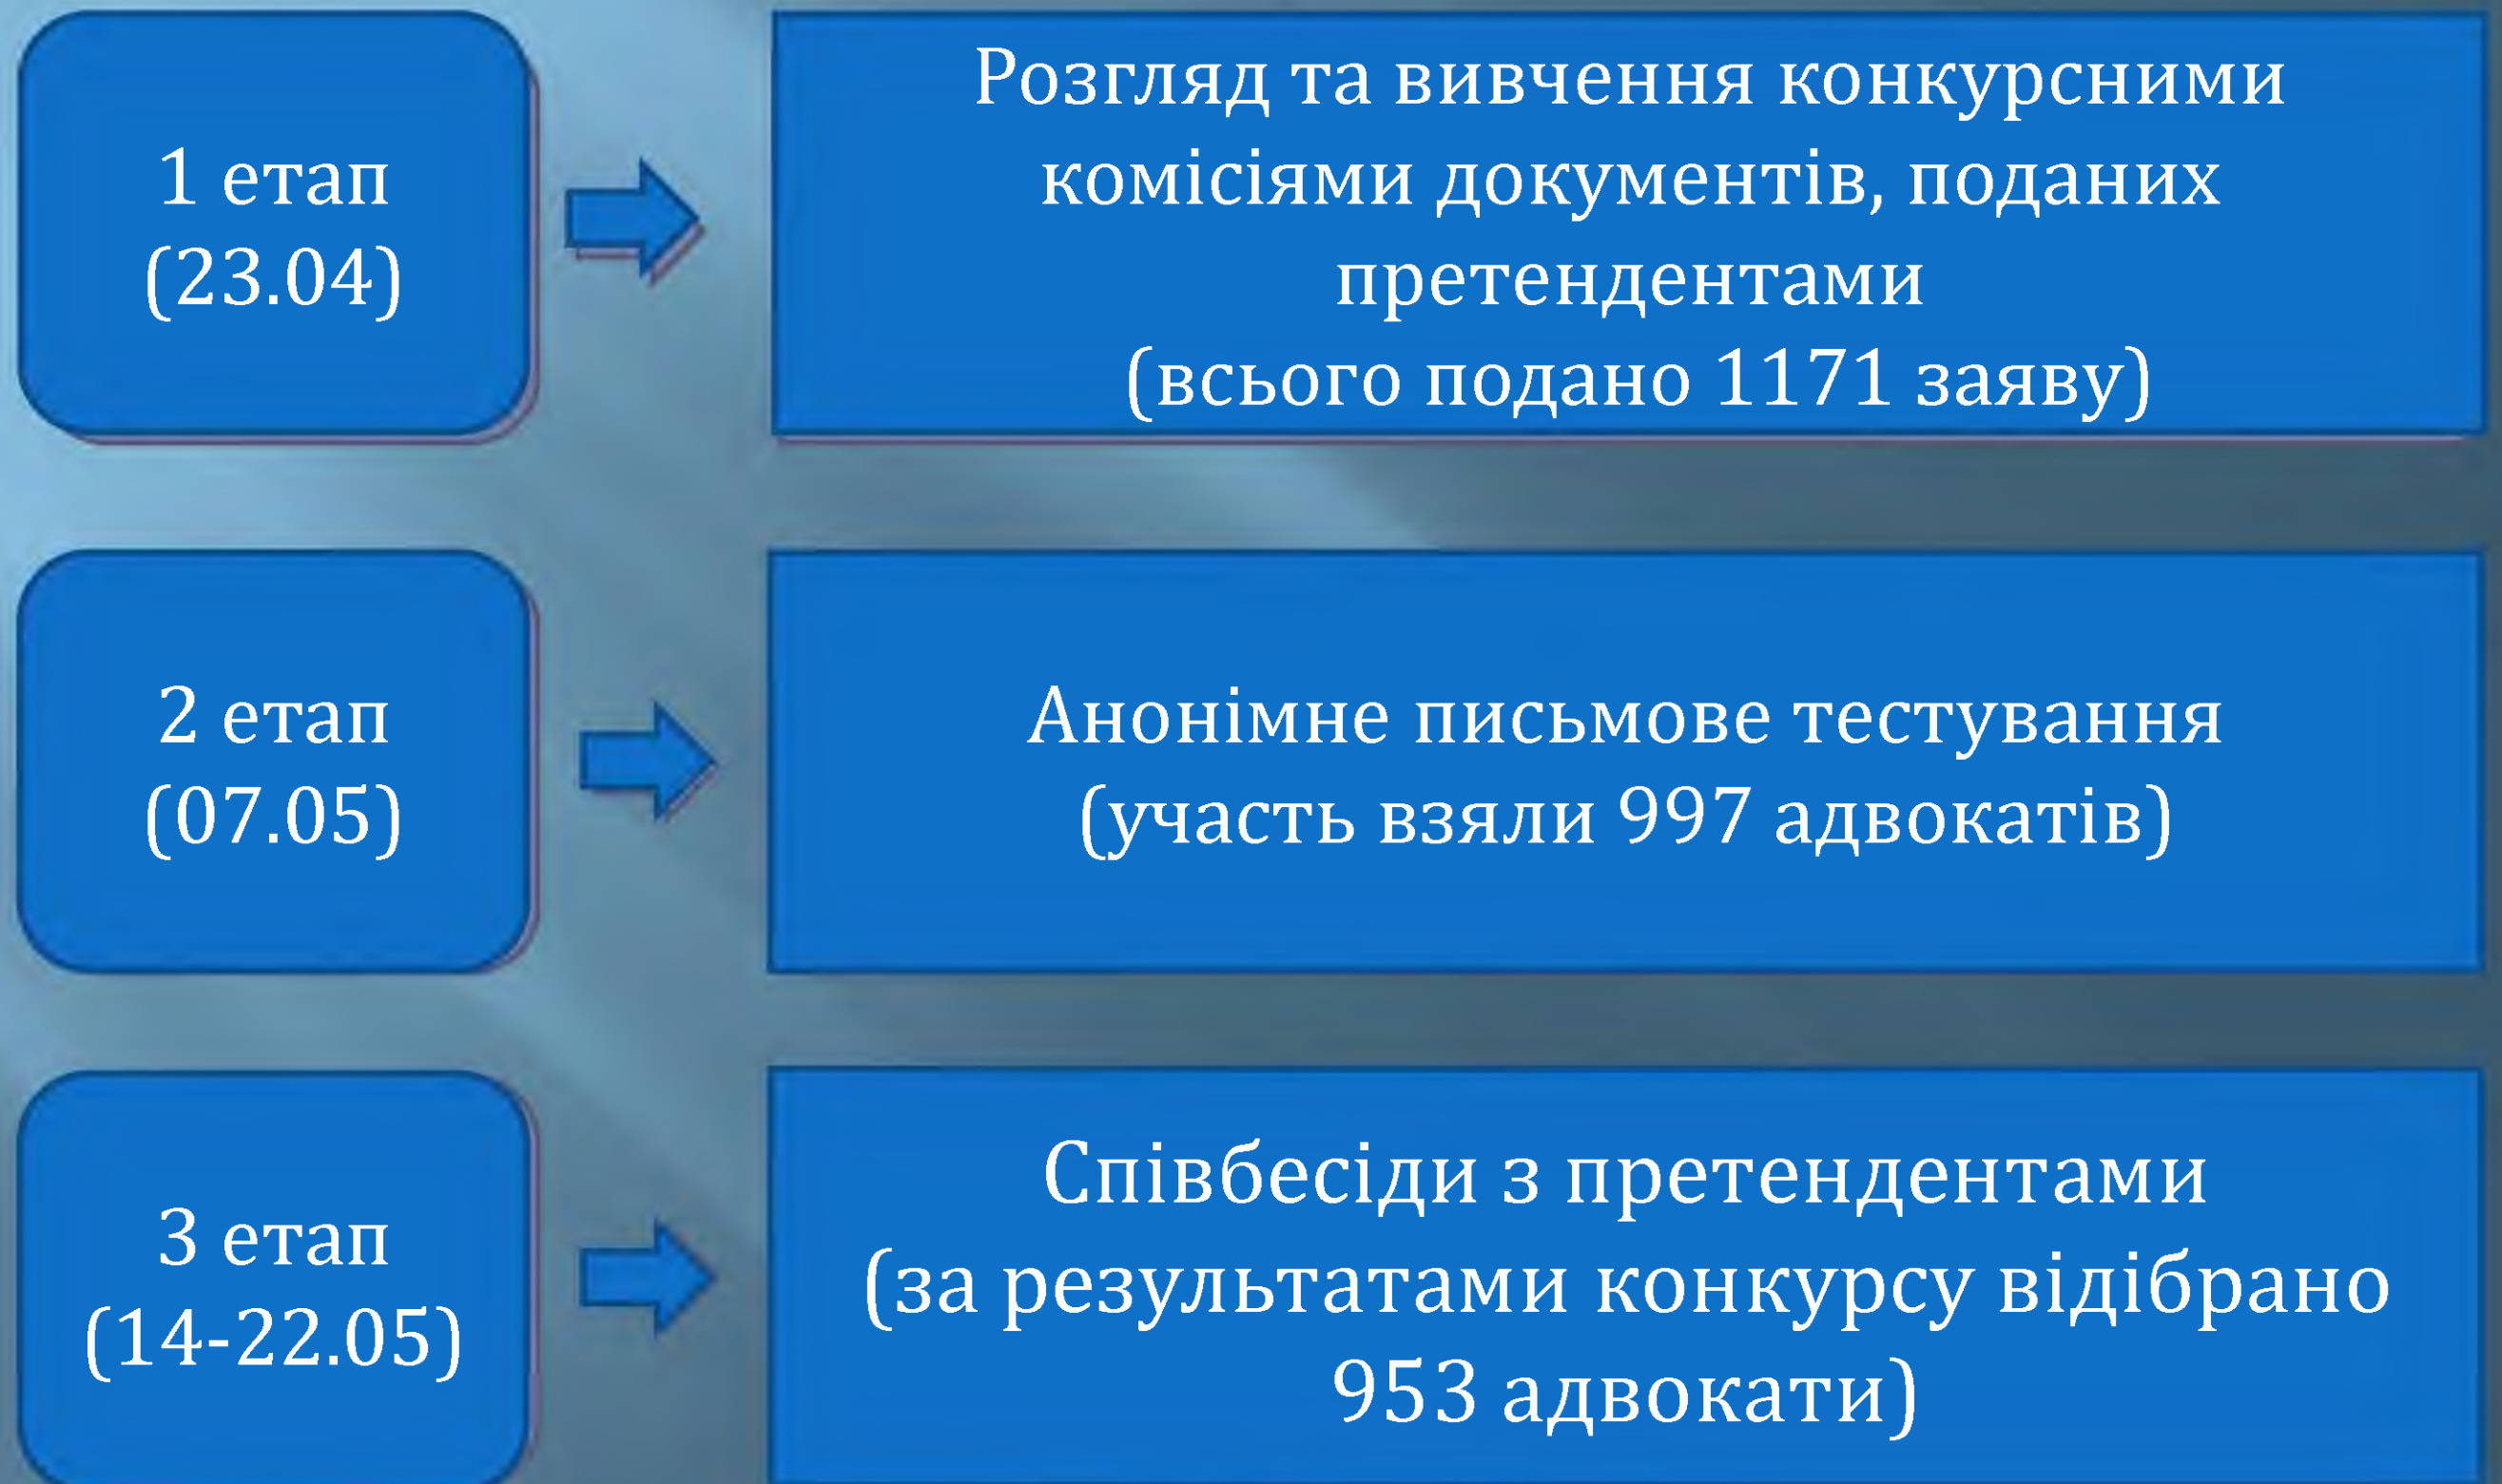 1 етап
(23.04)
Розгляд та вивчення конкурсними
комісіями документів, поданих
претендентами
(всього подано 1171 заяву)
2 етап
(07.05)
Анонімне письмове тестування
(участь взяли 997 адвокатів)
3 етап
(14-22.05)
Співбесіди з претендентами
(за результатами конкурсу відібрано
953 адвокати)